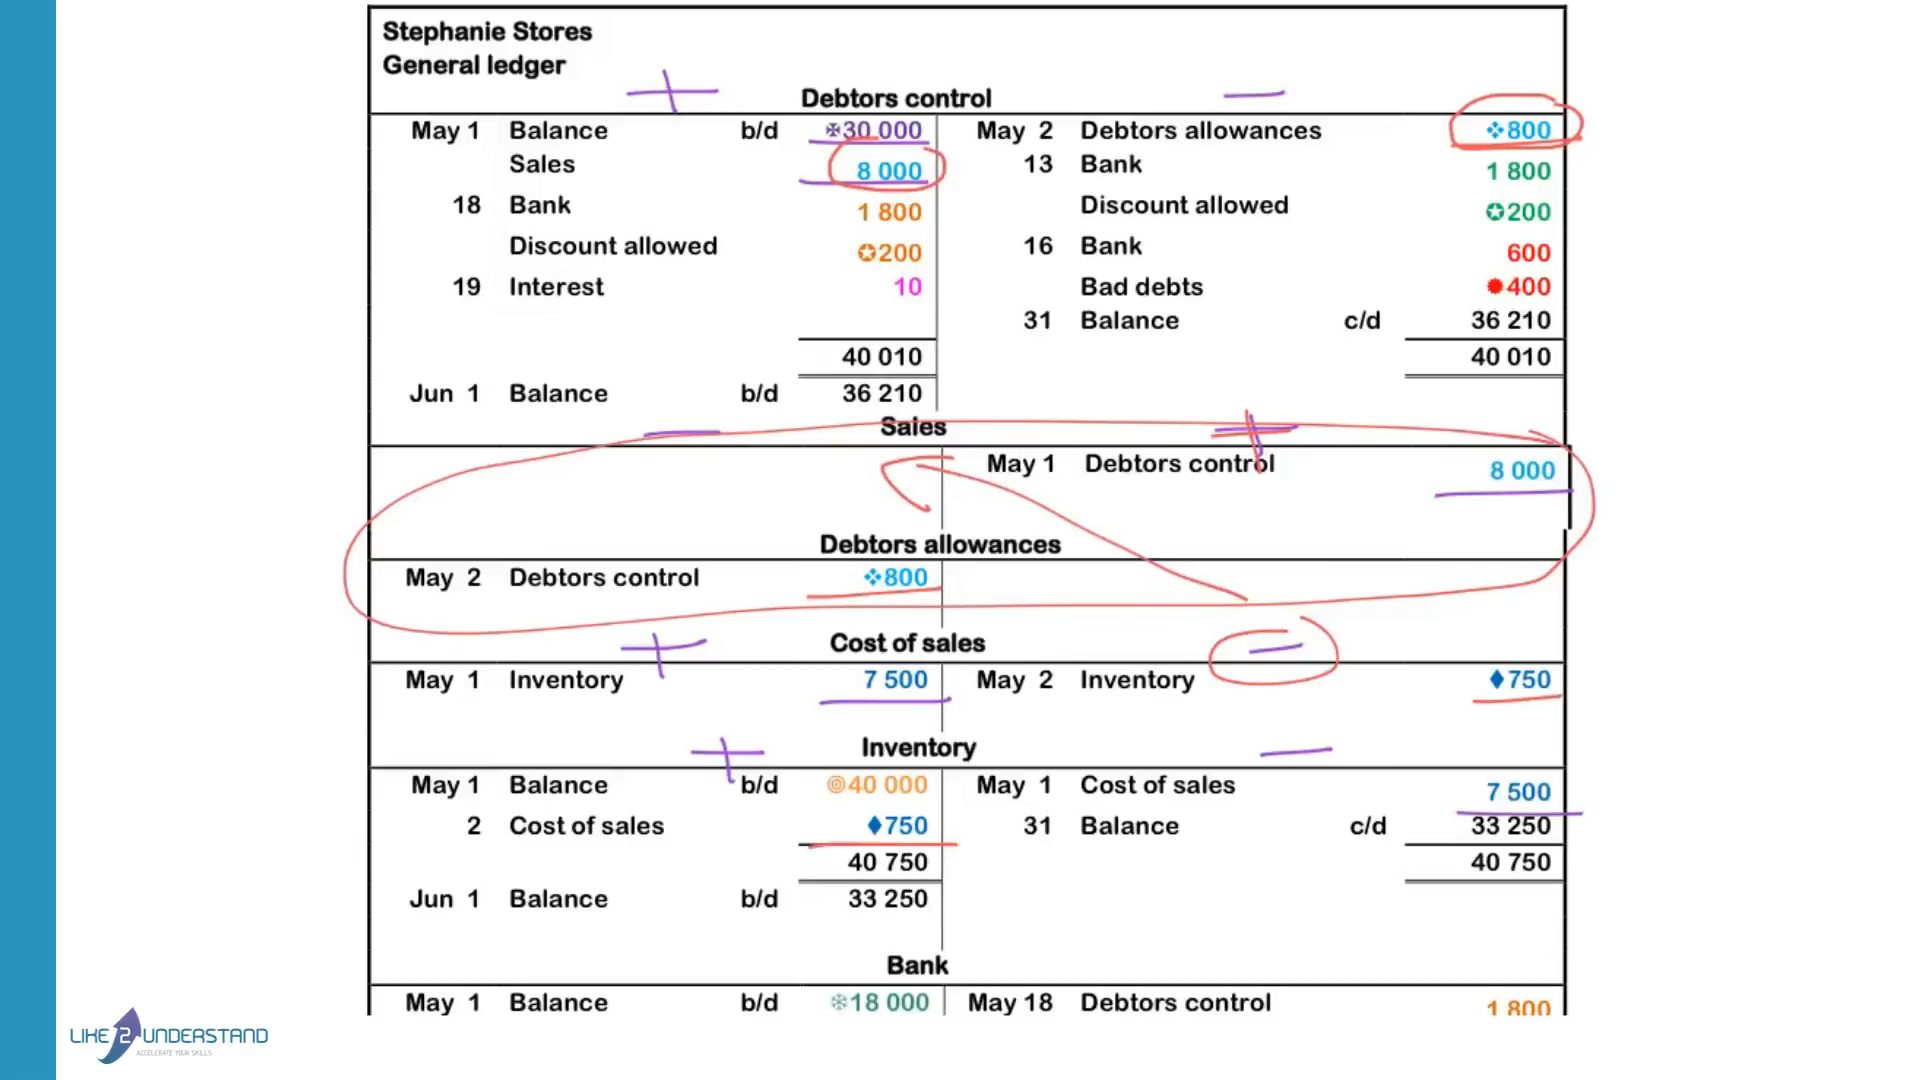 Stephanie Stores
General ledger
Debtors control
May 1 Balance b/d ✠30 000 May 2 Debtors allowances ❖800
Sales 8 000 13 Bank 1 800
18 Bank 1 800 Discount allowed ✪200
Discount allowed ✪200 16 Bank 600
19 Interest 10 Bad debts ✹400
31 Balance c/d 36 210
40 010 40 010
Jun 1 Balance b/d 36 210
Sales
May 1 Debtors control 8 000
Debtors allowances
May 2 Debtors control ❖800
Cost of sales
May 1 Inventory 7 500 May 2 Inventory ♦750
Inventory
May 1 Balance b/d ◎40 000 May 1 Cost of sales 7 500
2 Cost of sales ♦750 31 Balance c/d 33 250
40 750 40 750
Jun 1 Balance b/d 33 250
Bank
May 1 Balance b/d ❄18 000 May 18 Debtors control 1 800
LIKE 2 UNDERSTAND
ACCELERATE YOUR SKILLS